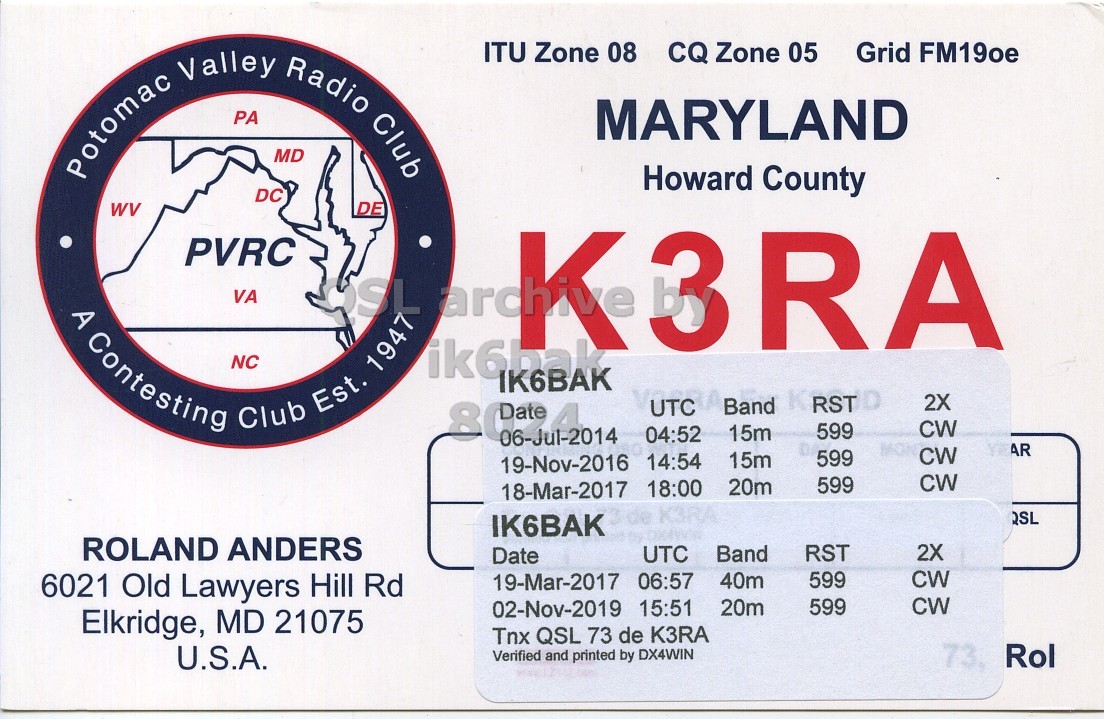 Potomac Valley Radio Club
A Contesting Club Est. 1947
PA
MD
DC
DE
WV
PVRC
VA
NC
ITU Zone 08 CQ Zone 05 Grid FM19oe
MARYLAND
Howard County
K3RA
QSL archive by
ik6bak
8024
IK6BAK
Date UTC Band RST 2X
06-Jul-2014 04:52 15m 599 CW
19-Nov-2016 14:54 15m 599 CW
18-Mar-2017 18:00 20m 599 CW
YEAR
QSL
IK6BAK
Date UTC Band RST 2X
19-Mar-2017 06:57 40m 599 CW
02-Nov-2019 15:51 20m 599 CW
Tnx QSL 73 de K3RA
Verified and printed by DX4WIN
73, Rol
ROLAND ANDERS
6021 Old Lawyers Hill Rd
Elkridge, MD 21075
U.S.A.